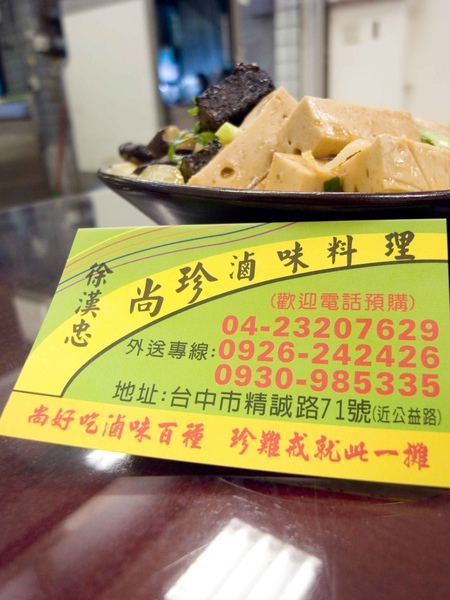 尚珍滷味料理
徐漢忠
(歡迎電話預購)
04-23207629
外送專線:0926-242426
0930-985335
地址:台中市精誠路71號(近公益路)
尚好吃滷味百種 珍難戒就此一攤